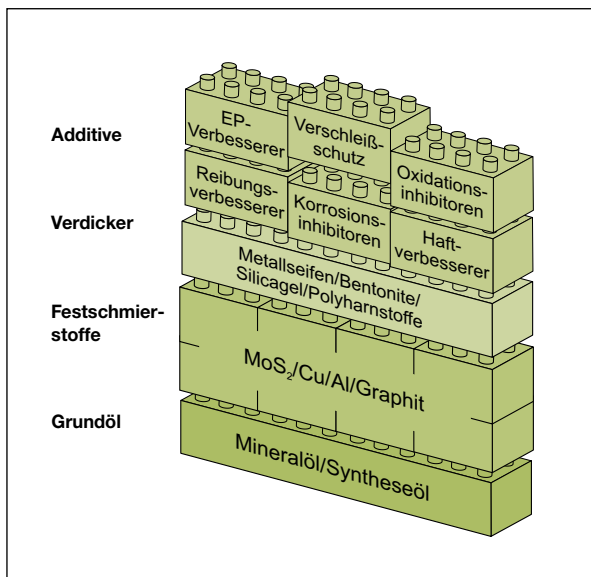 Additive
EP-
Verbesserer
Verschleiß-
schutz
Oxidations-
inhibitoren
Reibungs-
verbesserer
Korrosions-
inhibitoren
Haft-
verbesserer
Verdicker
Metallseifen/Bentonite/
Silicagel/Polyharnstoffe
Festschmier-
stoffe
MoS₂/Cu/Al/Graphit
Grundöl
Mineralöl/Syntheseöl